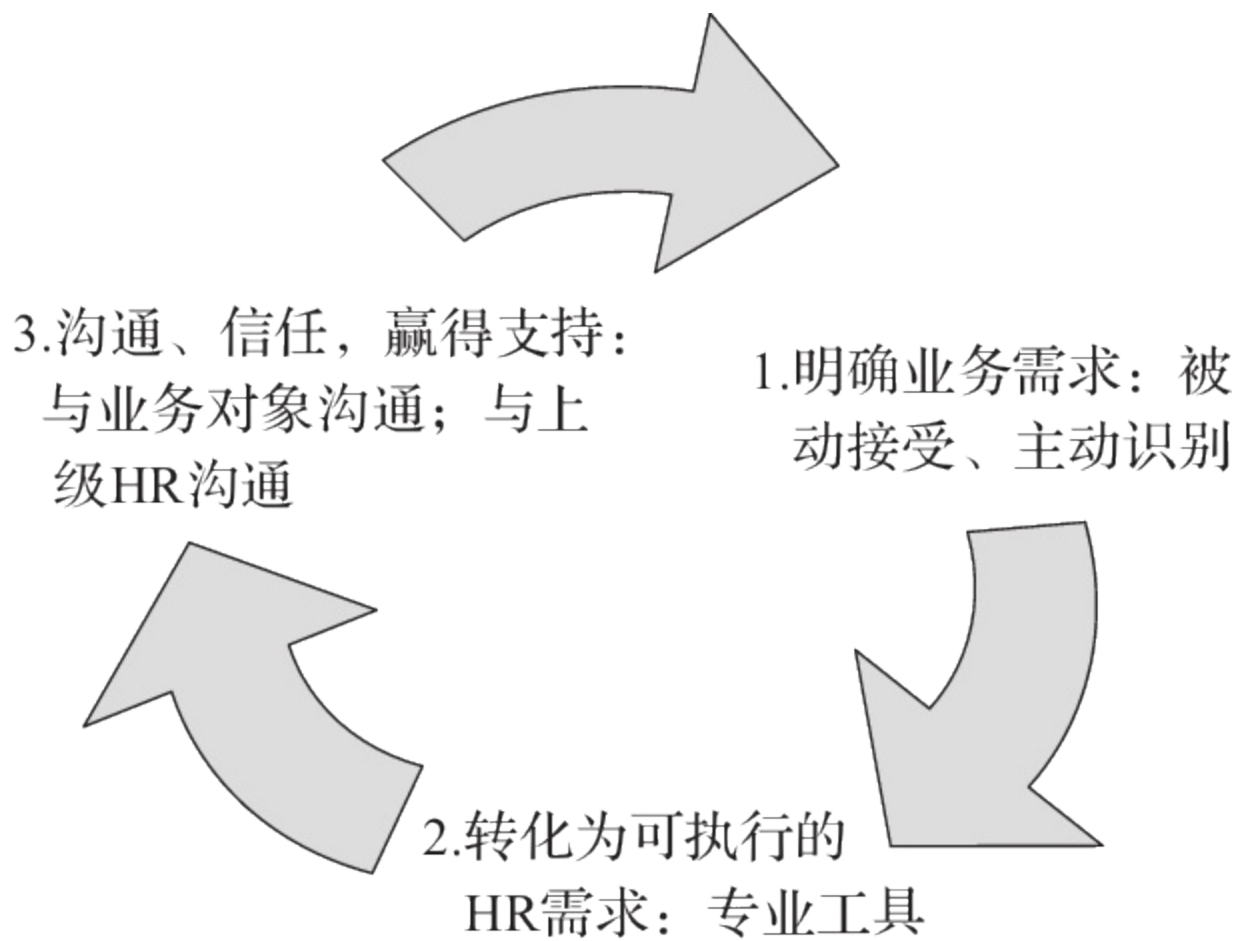 3.沟通、信任，赢得支持：
与业务对象沟通；与上
级HR沟通
1.明确业务需求：被
动接受、主动识别
2.转化为可执行的
HR需求：专业工具